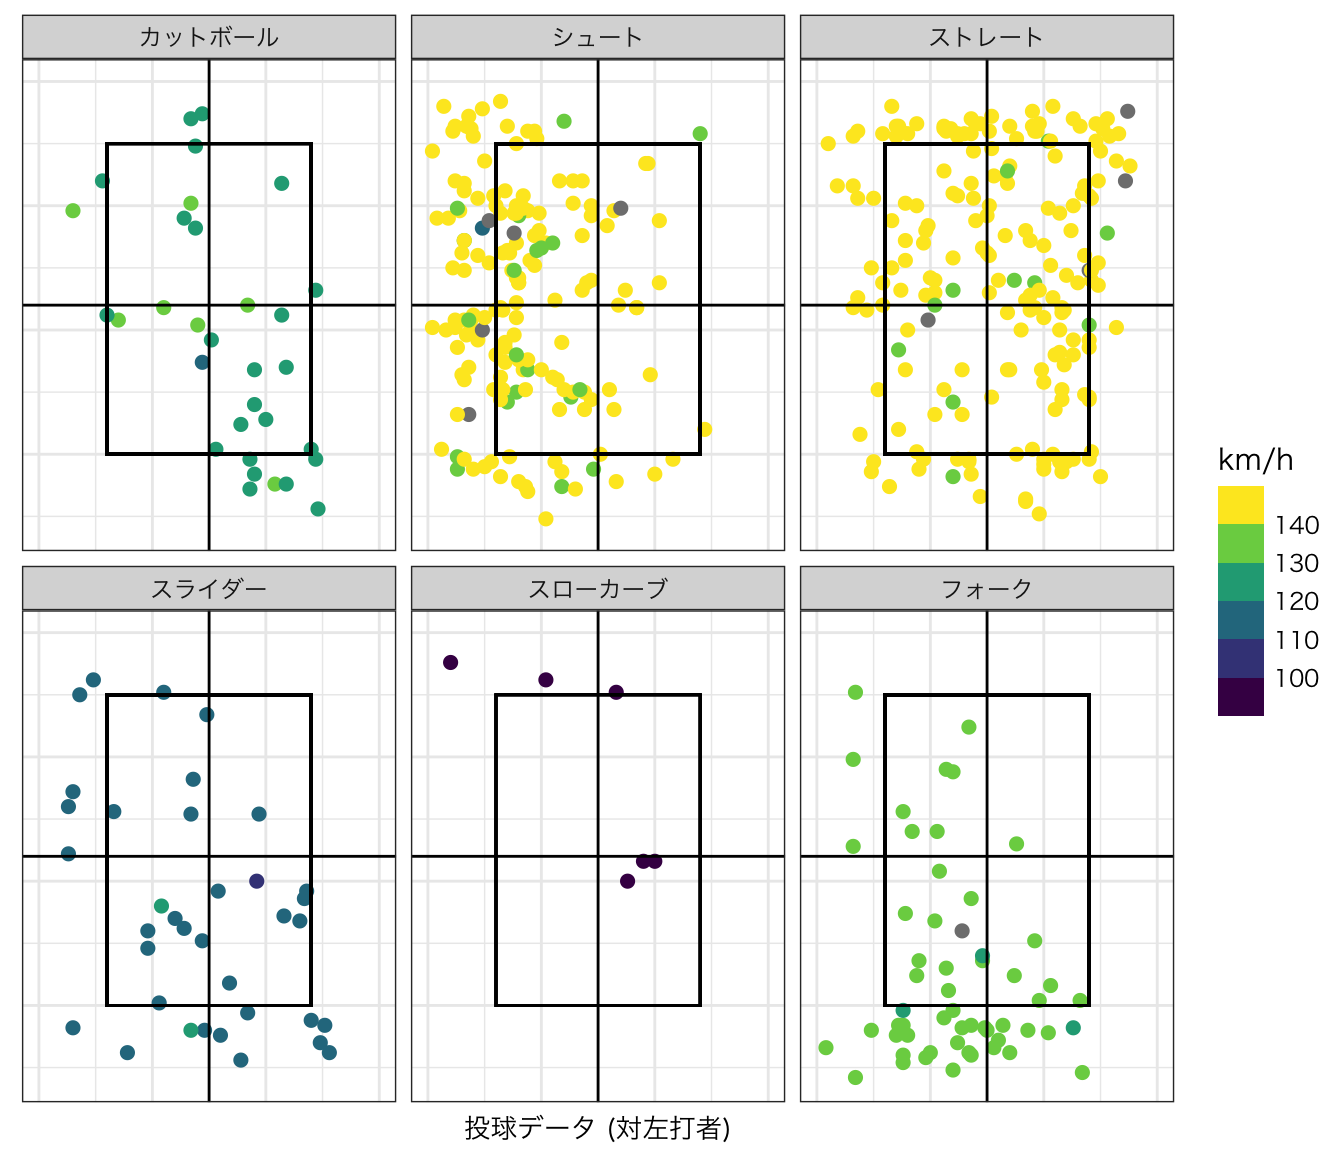 カットボール
シュート
ストレート
スライダー
スローカーブ
フォーク
km/h
140
130
120
110
100
投球データ (対左打者)